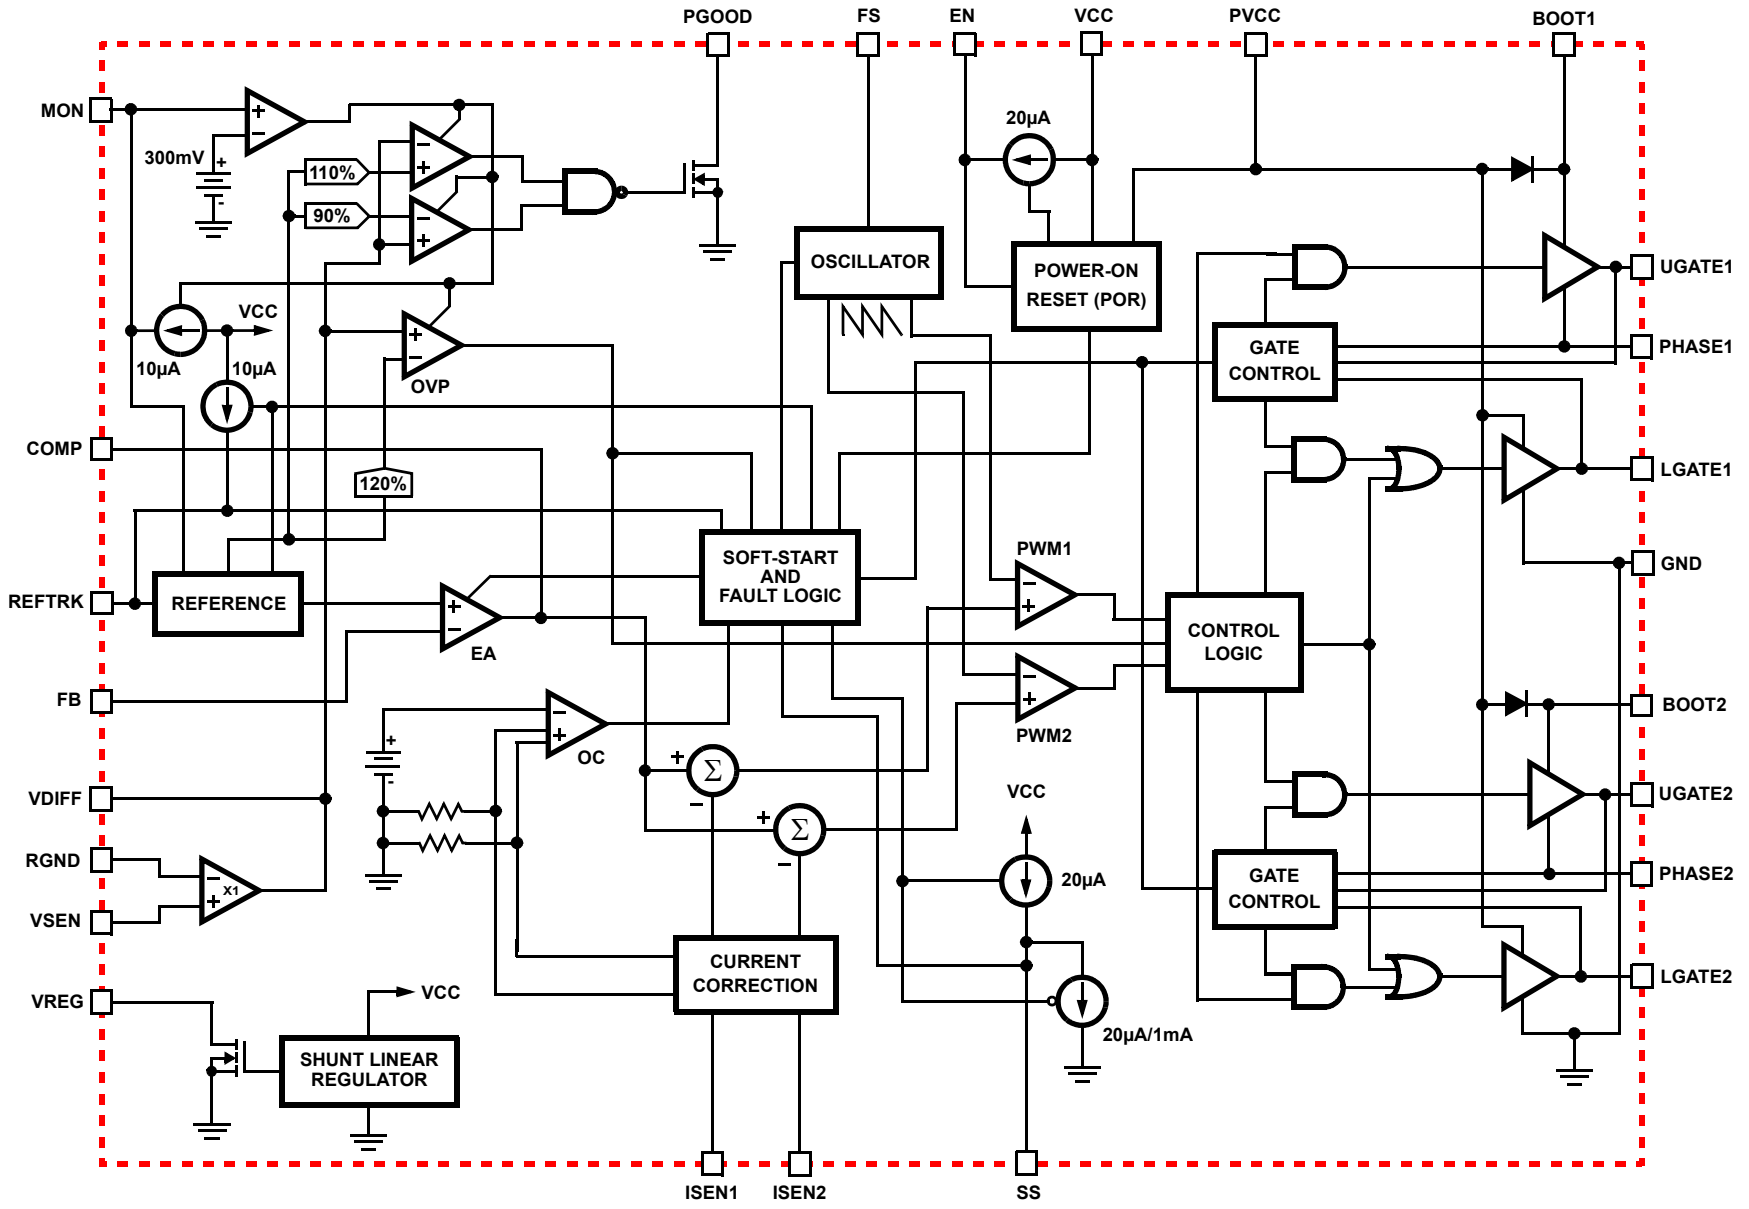 PGOOD
FS
EN
VCC
PVCC
BOOT1
MON
+
−
300mV
+
-
110%
90%
−
+
−
+
20µA
OSCILLATOR
POWER-ON
RESET (POR)
UGATE1
VCC
10µA
10µA
+
−
OVP
GATE
CONTROL
PHASE1
COMP
120%
LGATE1
SOFT-START
AND
FAULT LOGIC
PWM1
−
+
GND
REFTRK
REFERENCE
+
−
EA
CONTROL
LOGIC
FB
−
+
OC
+
-
−
+
PWM2
BOOT2
+
Σ
−
+
Σ
−
VDIFF
VCC
UGATE2
RGND
VSEN
−
+
X1
20µA
GATE
CONTROL
PHASE2
CURRENT
CORRECTION
LGATE2
VREG
VCC
20µA/1mA
SHUNT LINEAR
REGULATOR
ISEN1
ISEN2
SS